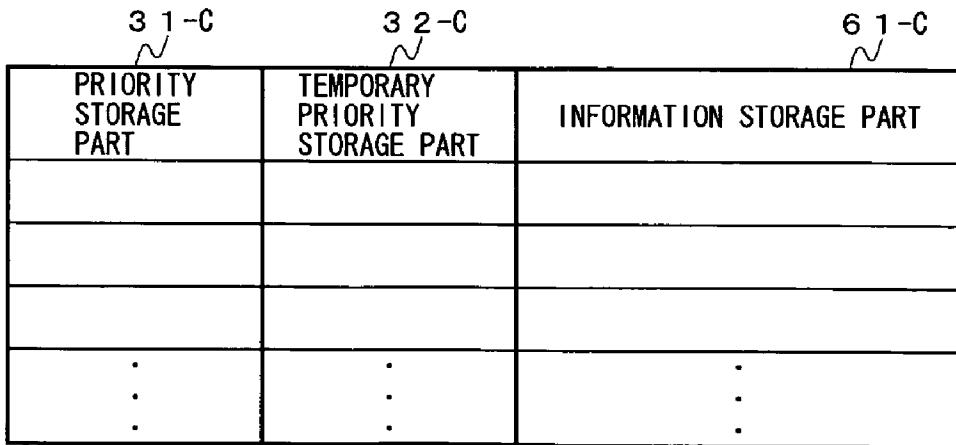 31-C 32-C 61-C
PRIORITY
STORAGE
PART
TEMPORARY
PRIORITY
STORAGE PART
INFORMATION STORAGE PART